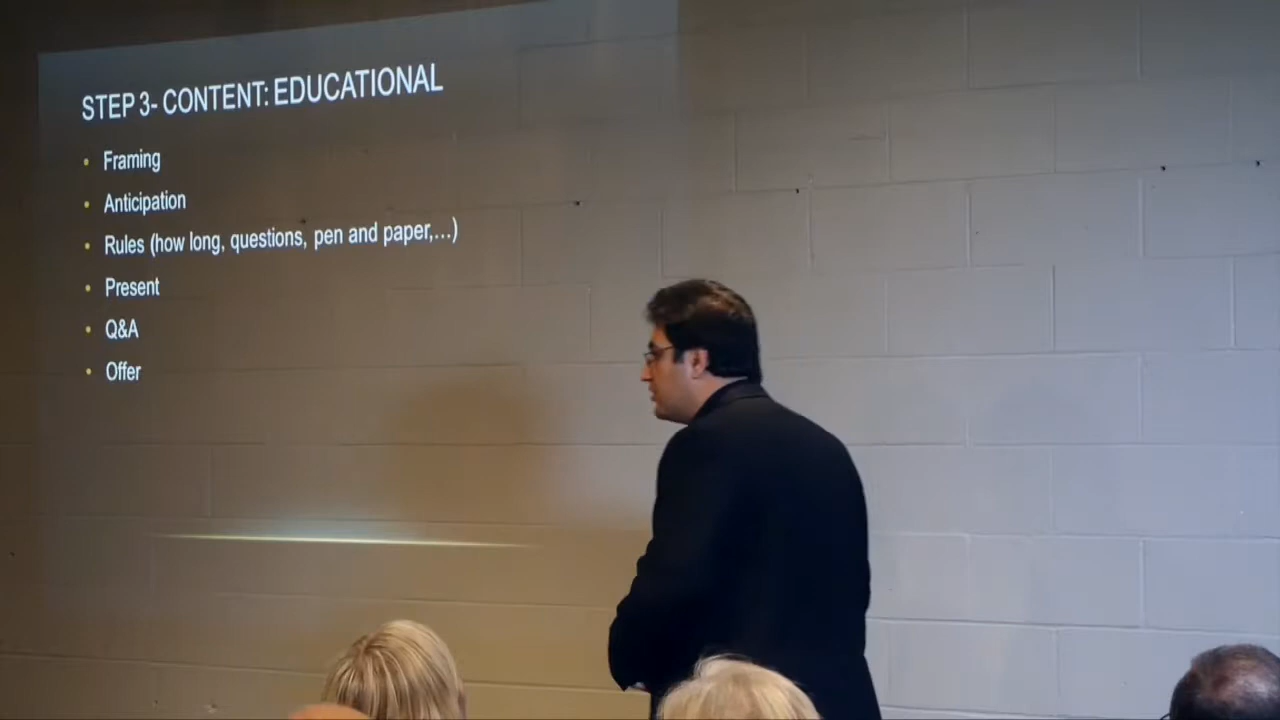 STEP 3- CONTENT: EDUCATIONAL
• Framing
• Anticipation
• Rules (how long, questions, pen and paper,...)
• Present
• Q&A
• Offer